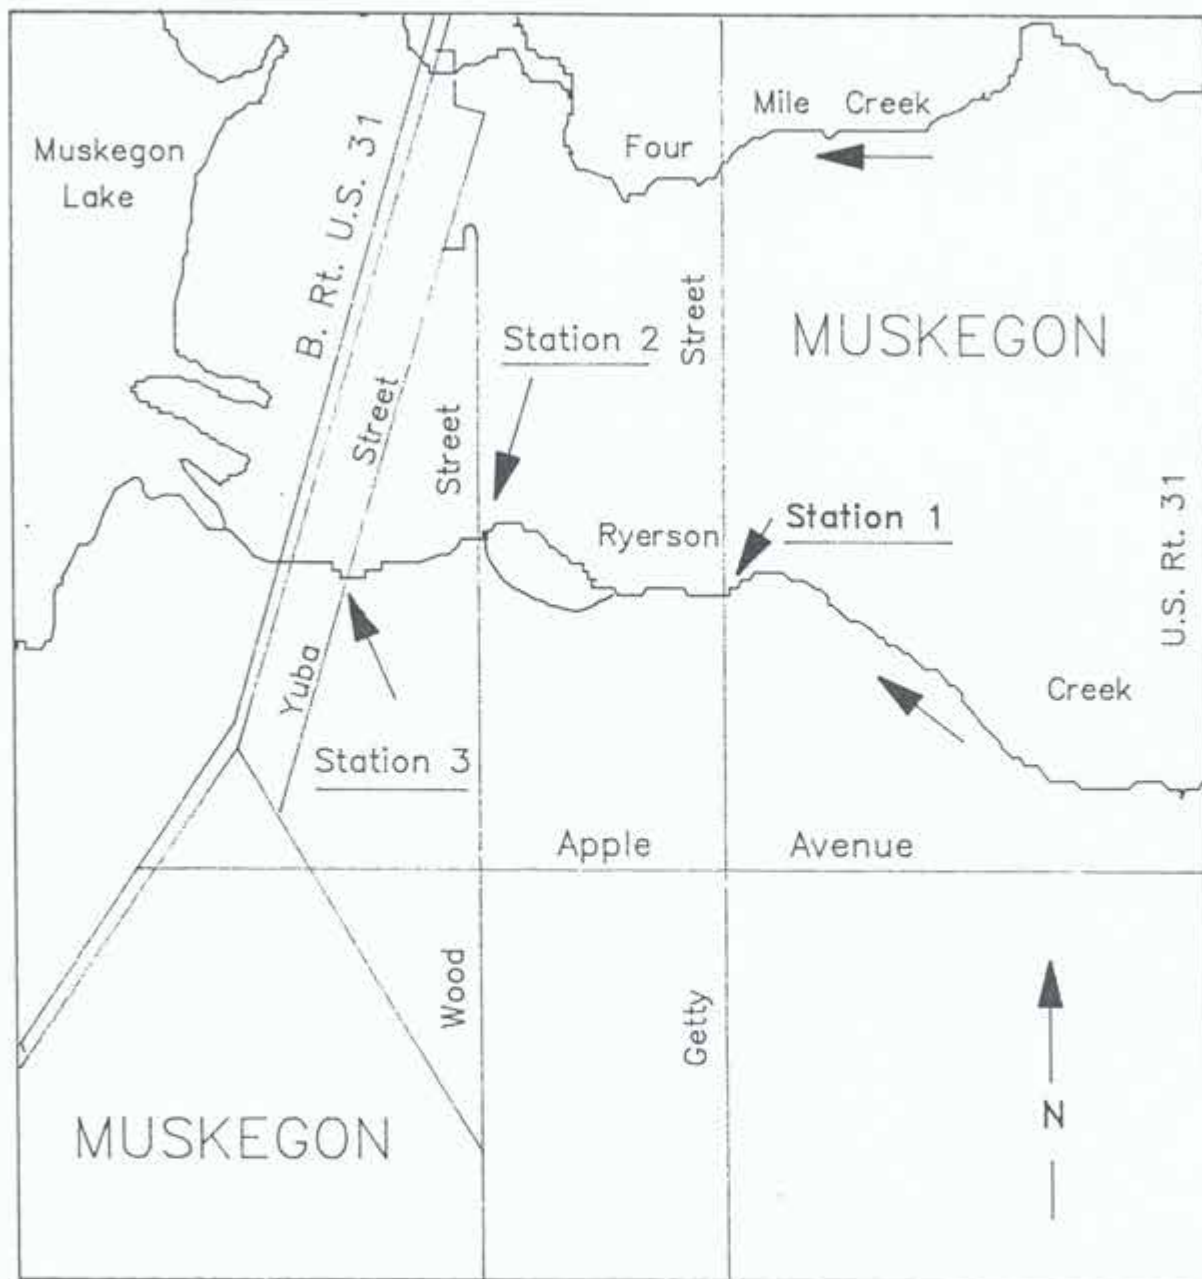 Mile Creek
Four
Muskegon
Lake
B. Rt. U.S. 31
Street
MUSKEGON
Station 2
Street
Street
Ryerson
Station 1
U.S. Rt. 31
Creek
Yuba
Station 3
Apple Avenue
Wood
Getty
N
MUSKEGON